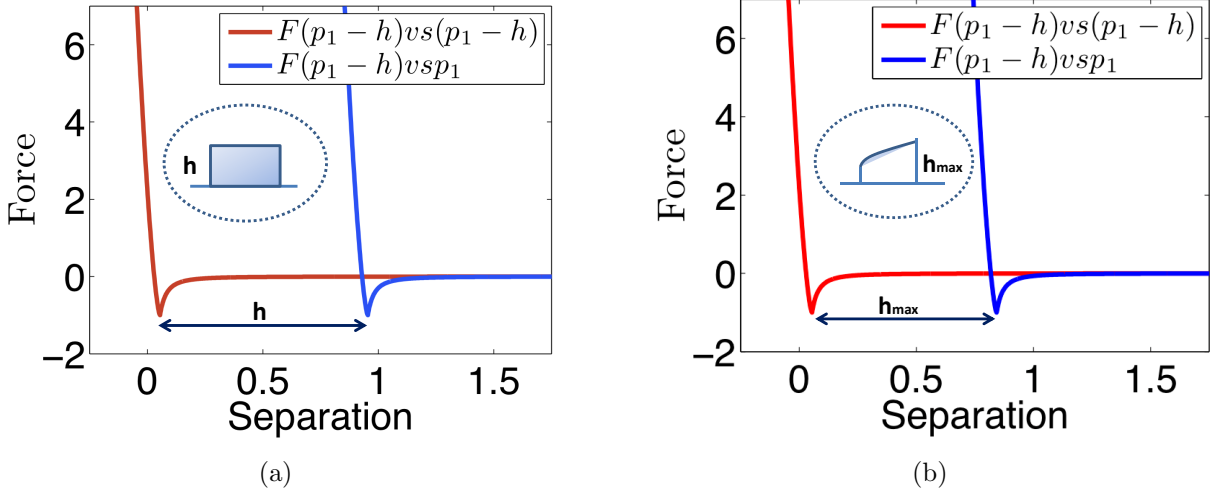 F(p₁ − h)vs(p₁ − h)
F(p₁ − h)vsp₁
6
4
2
0
−2
Force
h
h
0
0.5
1
1.5
Separation
(a)
F(p₁ − h)vs(p₁ − h)
F(p₁ − h)vsp₁
6
4
2
0
−2
Force
hmax
hmax
0
0.5
1
1.5
Separation
(b)